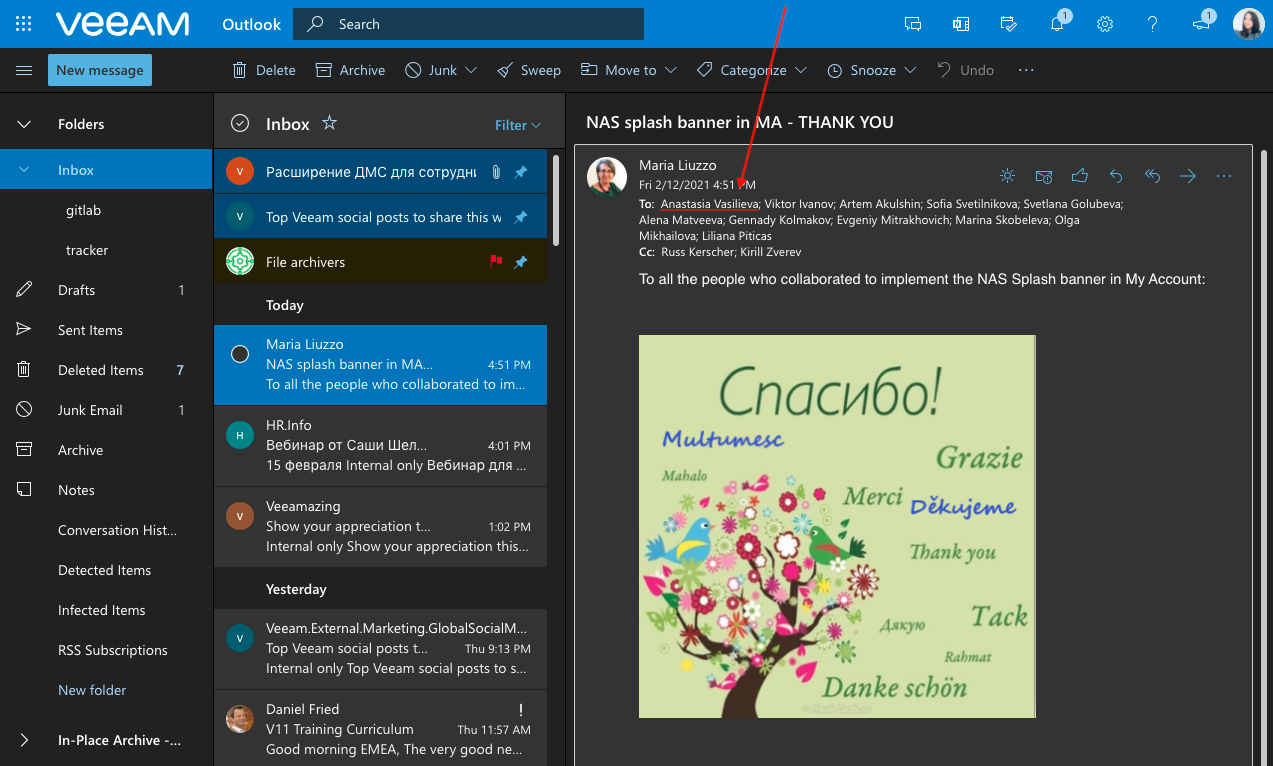 veeam
Outlook
Search
1
1
New message
Delete
Archive
Junk
Sweep
Move to
Categorize
Snooze
Undo
Folders
Inbox
gitlab
tracker
Drafts 1
Sent Items
Deleted Items 7
Junk Email 1
Archive
Notes
Conversation Hist...
Detected Items
Infected Items
RSS Subscriptions
New folder
In-Place Archive -...
Inbox
Filter
V
Расширение ДМС для сотрудни
V
Top Veeam social posts to share this w
File archivers
Today
Maria Liuzzo
NAS splash banner in MA... 4:51 PM
To all the people who collaborated to im...
H
HR.Info
Вебинар от Саши Шел... 4:01 PM
15 февраля Internal only Вебинар для ...
V
Veeamazing
Show your appreciation t... 1:02 PM
Internal only Show your appreciation this...
Yesterday
V
Veeam.External.Marketing.GlobalSocialM...
Top Veeam social posts t... Thu 9:13 PM
Internal only Top Veeam social posts to s...
Daniel Fried
V11 Training Curriculum Thu 11:57 AM
Good morning EMEA, The very good ne...
NAS splash banner in MA - THANK YOU
Maria Liuzzo
Fri 2/12/2021 4:51 PM
To: Anastasia Vasilieva; Viktor Ivanov; Artem Akulshin; Sofia Svetilnikova; Svetlana Golubeva;
Alena Matveeva; Gennady Kolmakov; Evgeniy Mitrakhovich; Marina Skobeleva; Olga
Mikhailova; Liliana Piticas
Cc: Russ Kerscher; Kirill Zverev
To all the people who collaborated to implement the NAS Splash banner in My Account:
Спасибо!
Multumesc
Grazie
Mahalo
Merci
Děkujeme
Thank you
Tack
Дякую
Rahmat
Danke schön